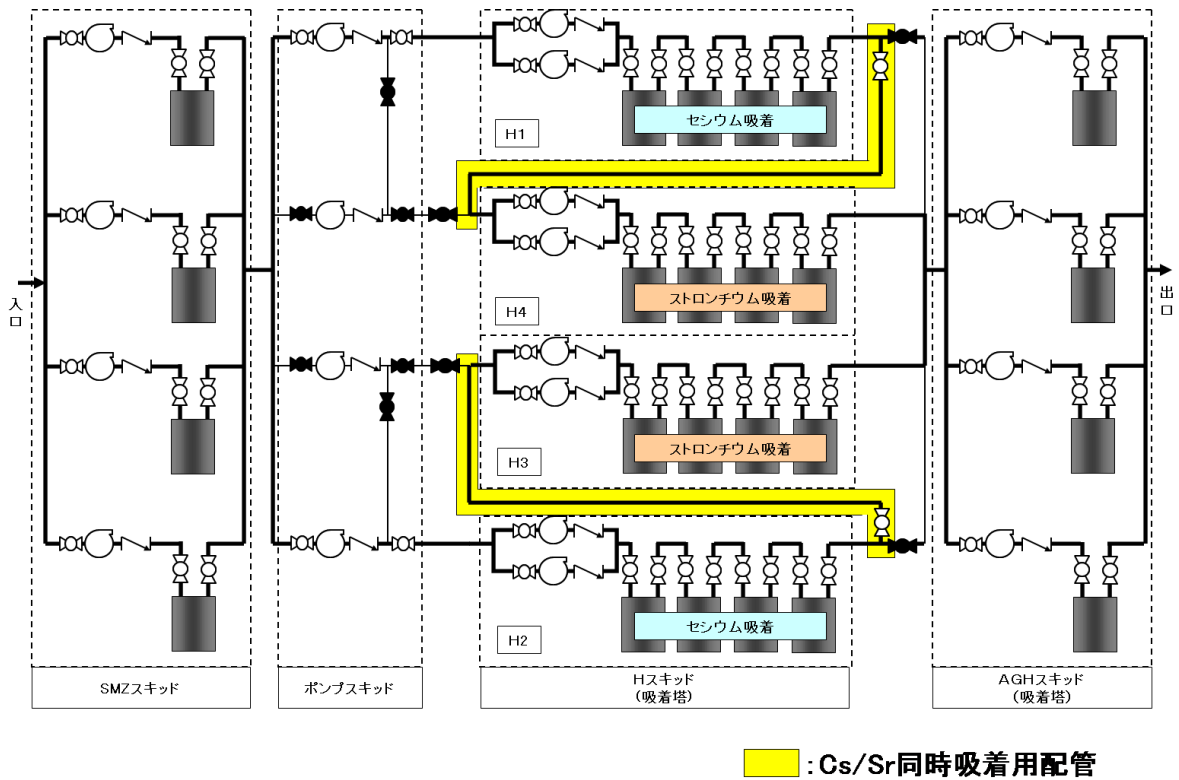 入
口
H1
セシウム吸着
H4
ストロンチウム吸着
H3
ストロンチウム吸着
H2
セシウム吸着
出
口
SMZスキッド
ポンプスキッド
Hスキッド
(吸着塔)
AGHスキッド
(吸着塔)
:Cs/Sr同時吸着用配管